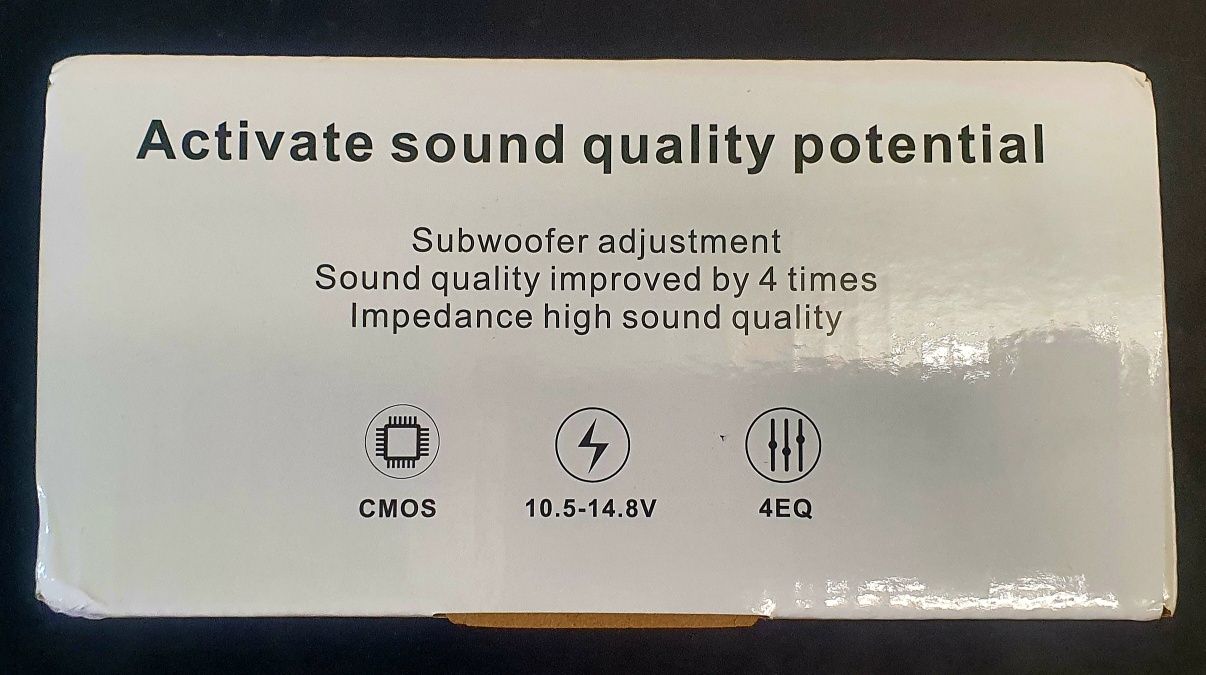 Activate sound quality potential
Subwoofer adjustment
Sound quality improved by 4 times
Impedance high sound quality
CMOS 10.5-14.8V 4EQ